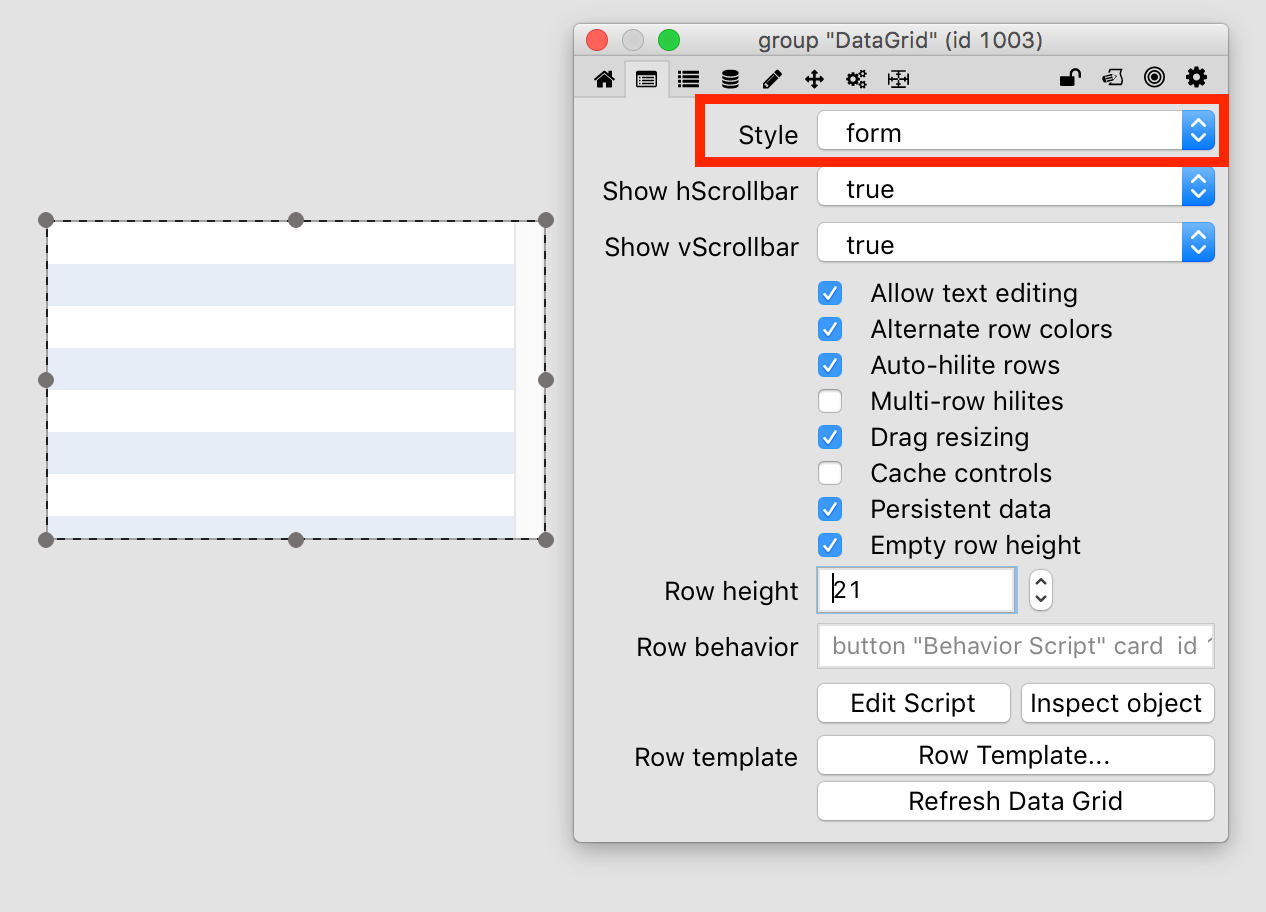 group "DataGrid" (id 1003)
Style form
Show hScrollbar true
Show vScrollbar true
Allow text editing
Alternate row colors
Auto-hilite rows
Multi-row hilites
Drag resizing
Cache controls
Persistent data
Empty row height
Row height 21
Row behavior button "Behavior Script" card id
Edit Script Inspect object
Row template Row Template...
Refresh Data Grid